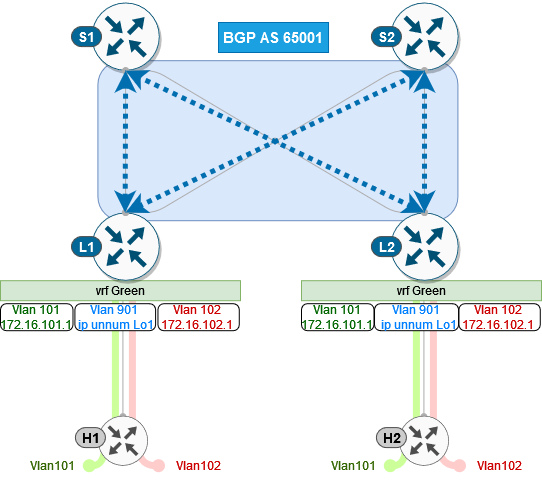 S1
BGP AS 65001
S2
L1
L2
vrf Green
vrf Green
Vlan 101
172.16.101.1
Vlan 901
ip unnum Lo1
Vlan 102
172.16.102.1
Vlan 101
172.16.101.1
Vlan 901
ip unnum Lo1
Vlan 102
172.16.102.1
H1
H2
Vlan101
Vlan102
Vlan101
Vlan102